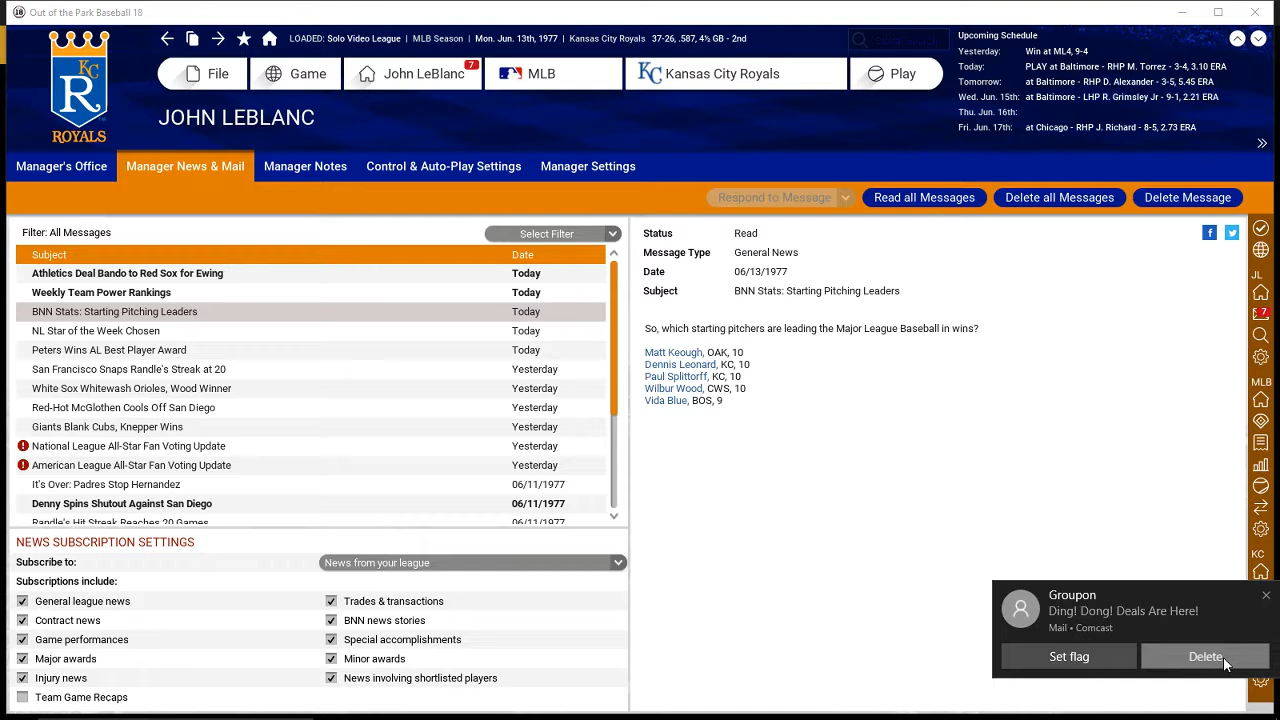 Out of the Park Baseball 18
LOADED: Solo Video League | MLB Season | Mon. Jun. 13th, 1977 | Kansas City Royals 37-26, .587, 4½ GB - 2nd
Upcoming Schedule
Yesterday: Win at ML4, 9-4
Today: PLAY at Baltimore - RHP M. Torrez - 3-4, 3.10 ERA
Tomorrow: at Baltimore - RHP D. Alexander - 3-5, 5.45 ERA
Wed. Jun. 15th: at Baltimore - LHP R. Grimsley Jr - 9-1, 2.21 ERA
Thu. Jun. 16th:
Fri. Jun. 17th: at Chicago - RHP J. Richard - 8-5, 2.73 ERA
KC
R
ROYALS
File
Game
John LeBlanc 7
MLB
KC Kansas City Royals
Play
JOHN LEBLANC
Manager's Office
Manager News & Mail
Manager Notes
Control & Auto-Play Settings
Manager Settings
Respond to Message
Read all Messages
Delete all Messages
Delete Message
Filter: All Messages
Select Filter
Subject Date
Athletics Deal Bando to Red Sox for Ewing Today
Weekly Team Power Rankings Today
BNN Stats: Starting Pitching Leaders Today
NL Star of the Week Chosen Today
Peters Wins AL Best Player Award Today
San Francisco Snaps Randle's Streak at 20 Yesterday
White Sox Whitewash Orioles, Wood Winner Yesterday
Red-Hot McGlothen Cools Off San Diego Yesterday
Giants Blank Cubs, Knepper Wins Yesterday
! National League All-Star Fan Voting Update Yesterday
! American League All-Star Fan Voting Update Yesterday
It's Over: Padres Stop Hernandez 06/11/1977
Denny Spins Shutout Against San Diego 06/11/1977
Randle's Hit Streak Reaches 20 Games 06/11/1977
Status Read
Message Type General News
Date 06/13/1977
Subject BNN Stats: Starting Pitching Leaders
So, which starting pitchers are leading the Major League Baseball in wins?
Matt Keough, OAK, 10
Dennis Leonard, KC, 10
Paul Splittorff, KC, 10
Wilbur Wood, CWS, 10
Vida Blue, BOS, 9
NEWS SUBSCRIPTION SETTINGS
Subscribe to: News from your league
Subscriptions include:
General league news Trades & transactions
Contract news BNN news stories
Game performances Special accomplishments
Major awards Minor awards
Injury news News involving shortlisted players
Team Game Recaps
JL
7
MLB
KC
Groupon
Ding! Dong! Deals Are Here!
Mail • Comcast
Set flag
Delete